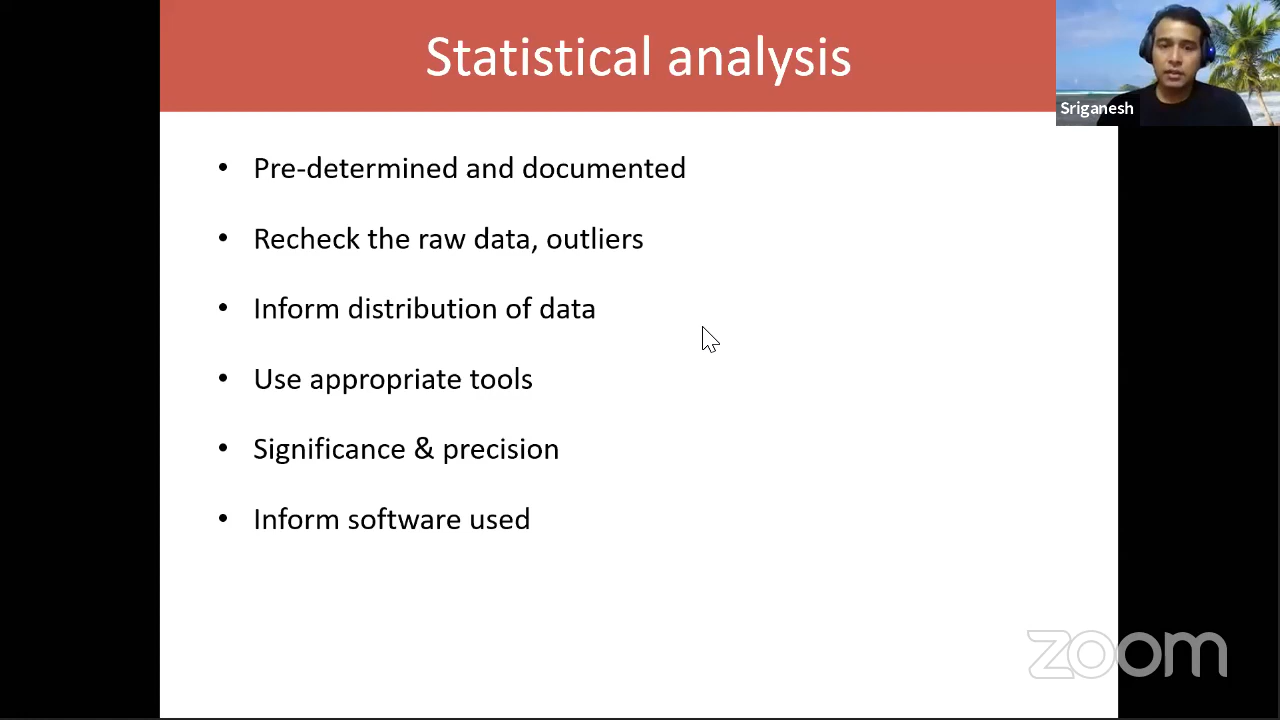 Statistical analysis
Sriganesh
• Pre-determined and documented
• Recheck the raw data, outliers
• Inform distribution of data
• Use appropriate tools
• Significance & precision
• Inform software used
zoom